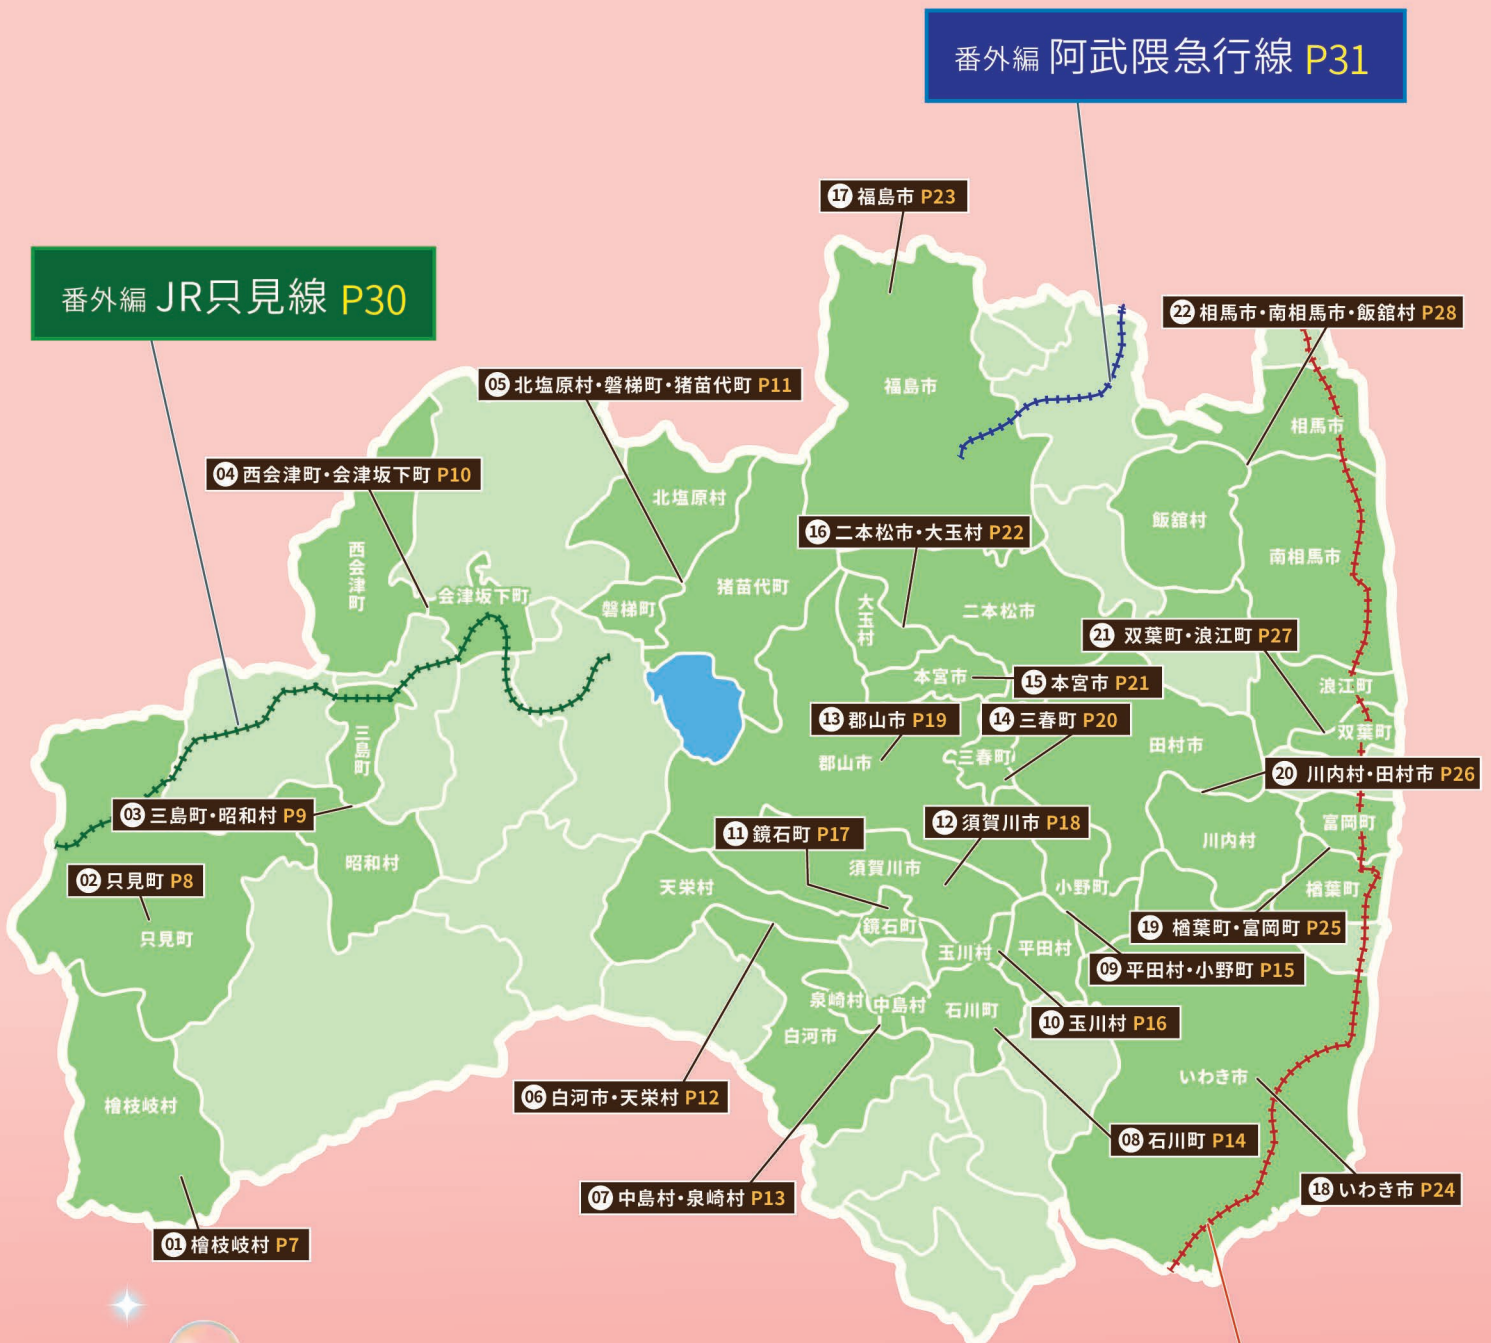 番外編 阿武隈急行線 P31
17 福島市 P23
番外編 JR只見線 P30
22 相馬市・南相馬市・飯舘村 P28
05 北塩原村・磐梯町・猪苗代町 P11
福島市
相馬市
04 西会津町・会津坂下町 P10
北塩原村
飯舘村
16 二本松市・大玉村 P22
南相馬市
西会津町
猪苗代町
会津坂下町
磐梯町
大玉村
二本松市
21 双葉町・浪江町 P27
本宮市
15 本宮市 P21
浪江町
13 郡山市 P19
14 三春町 P20
双葉町
三島町
田村市
三春町
郡山市
20 川内村・田村市 P26
03 三島町・昭和村 P9
12 須賀川市 P18
富岡町
11 鏡石町 P17
川内村
昭和村
須賀川市
02 只見町 P8
天栄村
小野町
楢葉町
鏡石町
19 楢葉町・富岡町 P25
只見町
平田村
玉川村
09 平田村・小野町 P15
泉崎村
中島村
石川町
10 玉川村 P16
白河市
いわき市
06 白河市・天栄村 P12
檜枝岐村
08 石川町 P14
18 いわき市 P24
07 中島村・泉崎村 P13
01 檜枝岐村 P7